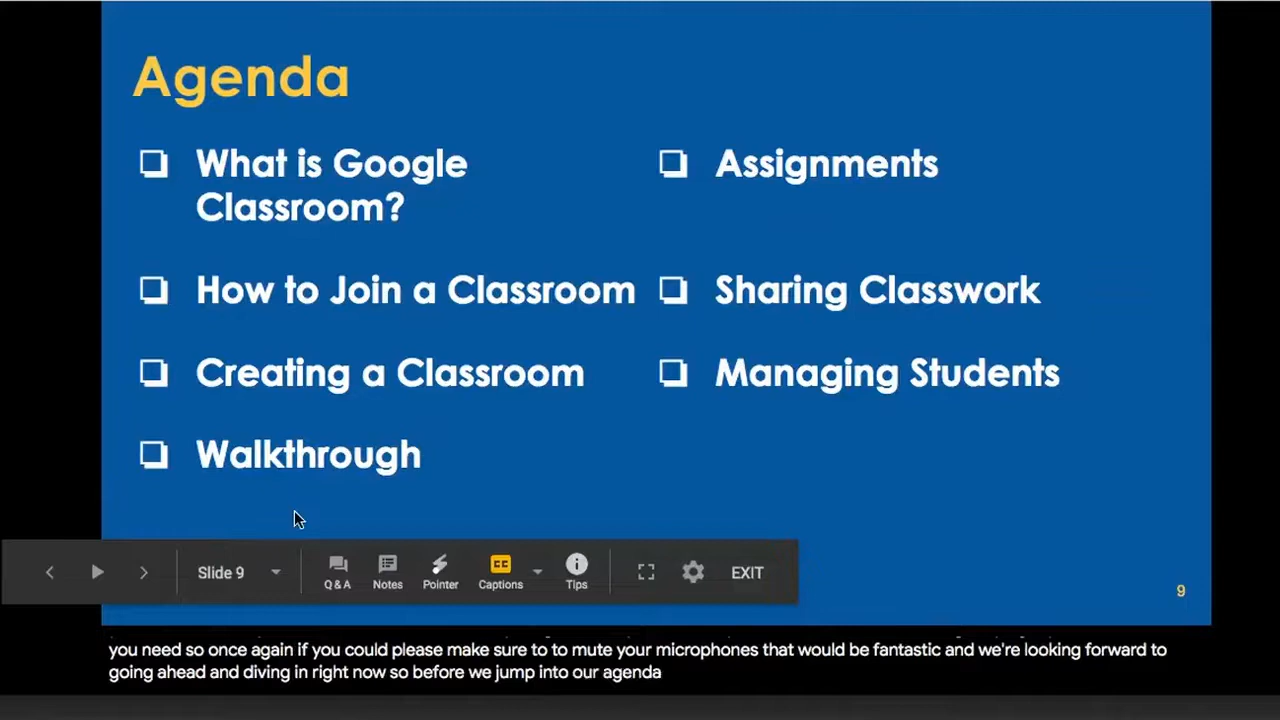 Agenda
What is Google
Classroom?
How to Join a Classroom
Creating a Classroom
Walkthrough
Assignments
Sharing Classwork
Managing Students
Slide 9
Q & A
Notes
Pointer
CC
Captions
Tips
EXIT
9
you need so once again if you could please make sure to to mute your microphones that would be fantastic and we're looking forward to
going ahead and diving in right now so before we jump into our agenda